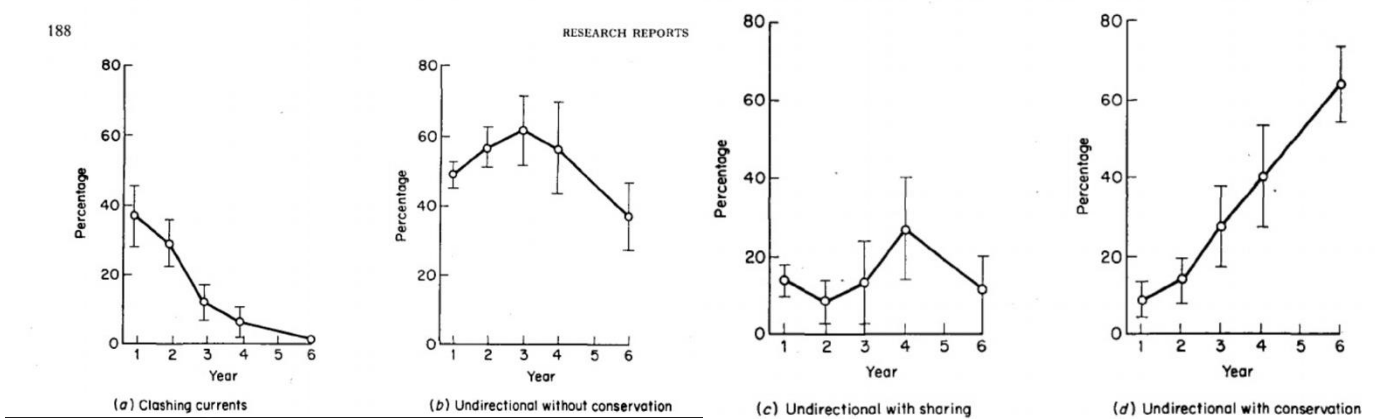 188
RESEARCH REPORTS
80
60
40
20
0
Percentage
1 2 3 4 5 6
Year
(a) Clashing currents
80
60
40
20
0
Percentage
1 2 3 4 5 6
Year
(b) Undirectional without conservation
80
60
40
20
0
Percentage
1 2 3 4 5 6
Year
(c) Undirectional with sharing
80
60
40
20
0
Percentage
1 2 3 4 5 6
Year
(d) Undirectional with conservation